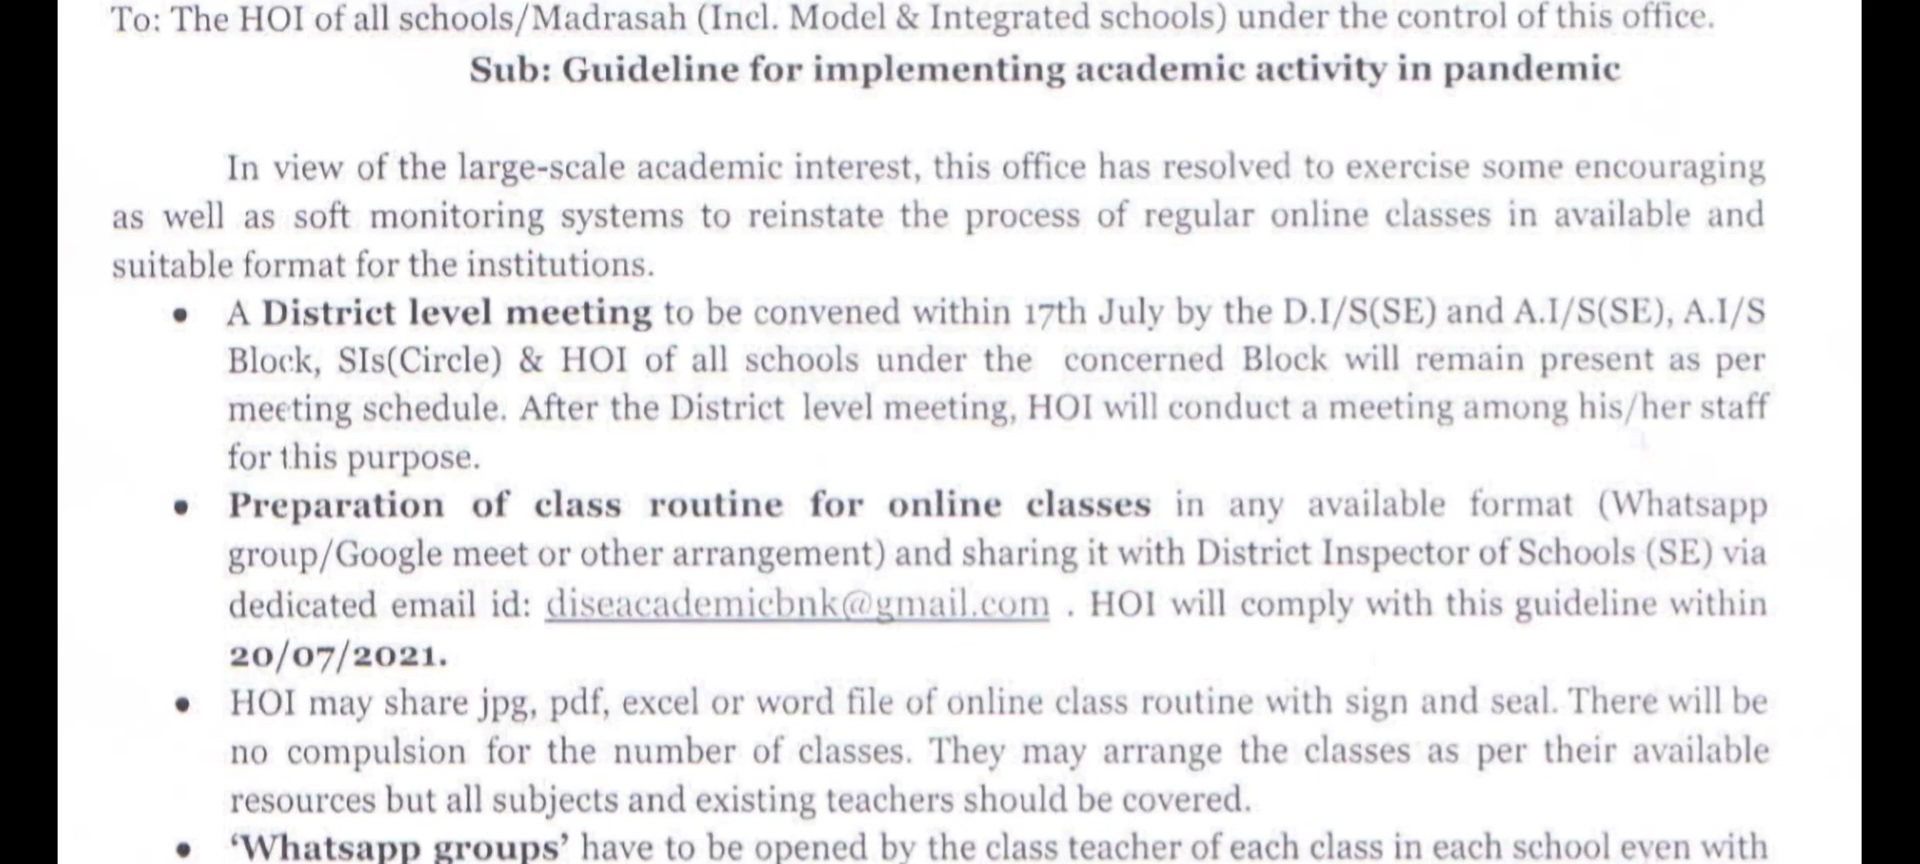 To: The HOI of all schools/Madrasah (Incl. Model & Integrated schools) under the control of this office.
Sub: Guideline for implementing academic activity in pandemic
In view of the large-scale academic interest, this office has resolved to exercise some encouraging
as well as soft monitoring systems to reinstate the process of regular online classes in available and
suitable format for the institutions.
• A District level meeting to be convened within 17th July by the D.I/S(SE) and A.I/S(SE), A.I/S
Block, SIs(Circle) & HOI of all schools under the concerned Block will remain present as per
meeting schedule. After the District level meeting, HOI will conduct a meeting among his/her staff
for this purpose.
• Preparation of class routine for online classes in any available format (Whatsapp
group/Google meet or other arrangement) and sharing it with District Inspector of Schools (SE) via
dedicated email id: diseacademicbnk@gmail.com . HOI will comply with this guideline within
20/07/2021.
• HOI may share jpg, pdf, excel or word file of online class routine with sign and seal. There will be
no compulsion for the number of classes. They may arrange the classes as per their available
resources but all subjects and existing teachers should be covered.
• ‘Whatsapp groups’ have to be opened by the class teacher of each class in each school even with